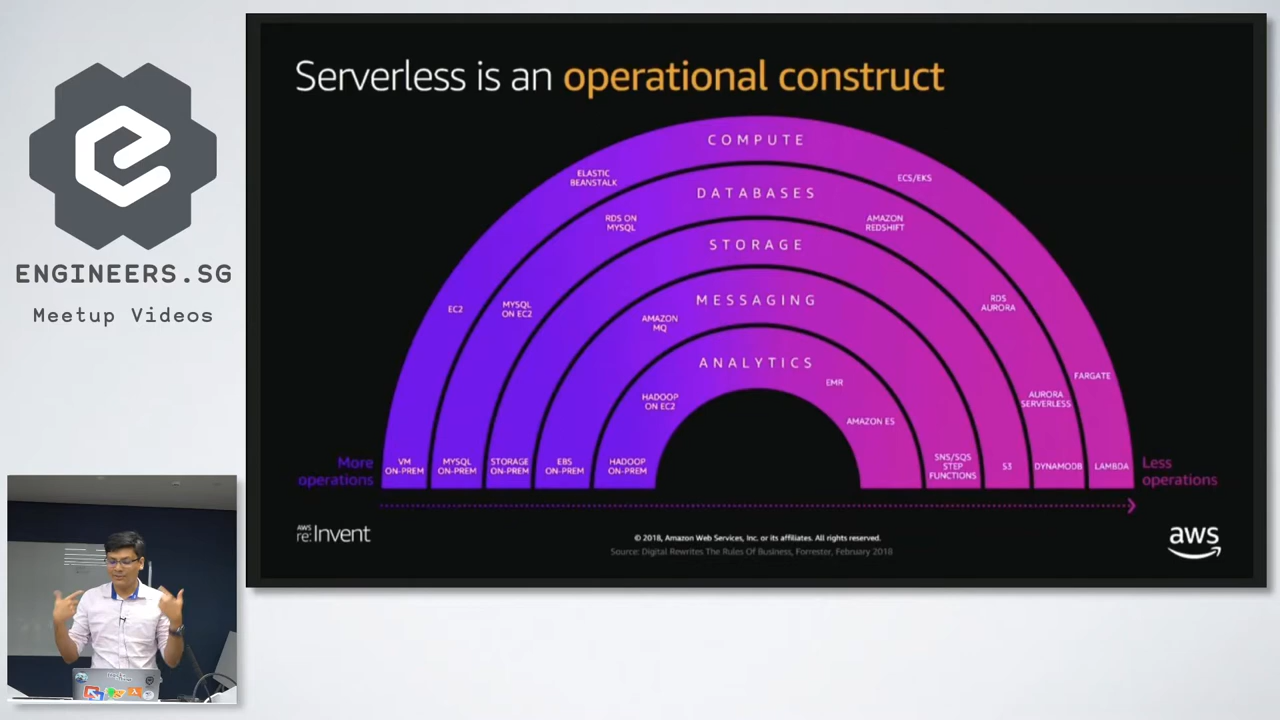 ENGINEERS.SG
Meetup Videos
Serverless is an operational construct
COMPUTE
ELASTIC
BEANSTALK
ECS/EKS
DATABASES
RDS ON
MYSQL
AMAZON
REDSHIFT
STORAGE
EC2
MYSQL
ON EC2
MESSAGING
RDS
AURORA
AMAZON
MQ
ANALYTICS
EMR
FARGATE
HADOOP
ON EC2
AURORA
SERVERLESS
AMAZON ES
More
operations
VM
ON-PREM
MYSQL
ON-PREM
STORAGE
ON-PREM
EBS
ON-PREM
HADOOP
ON-PREM
SNS/SQS
STEP
FUNCTIONS
S3
DYNAMODB
LAMBDA
Less
operations
AWS
re:Invent
© 2018, Amazon Web Services, Inc. or its affiliates. All rights reserved.
Source: Digital Rewrites The Rules Of Business, Forrester, February 2018
aws